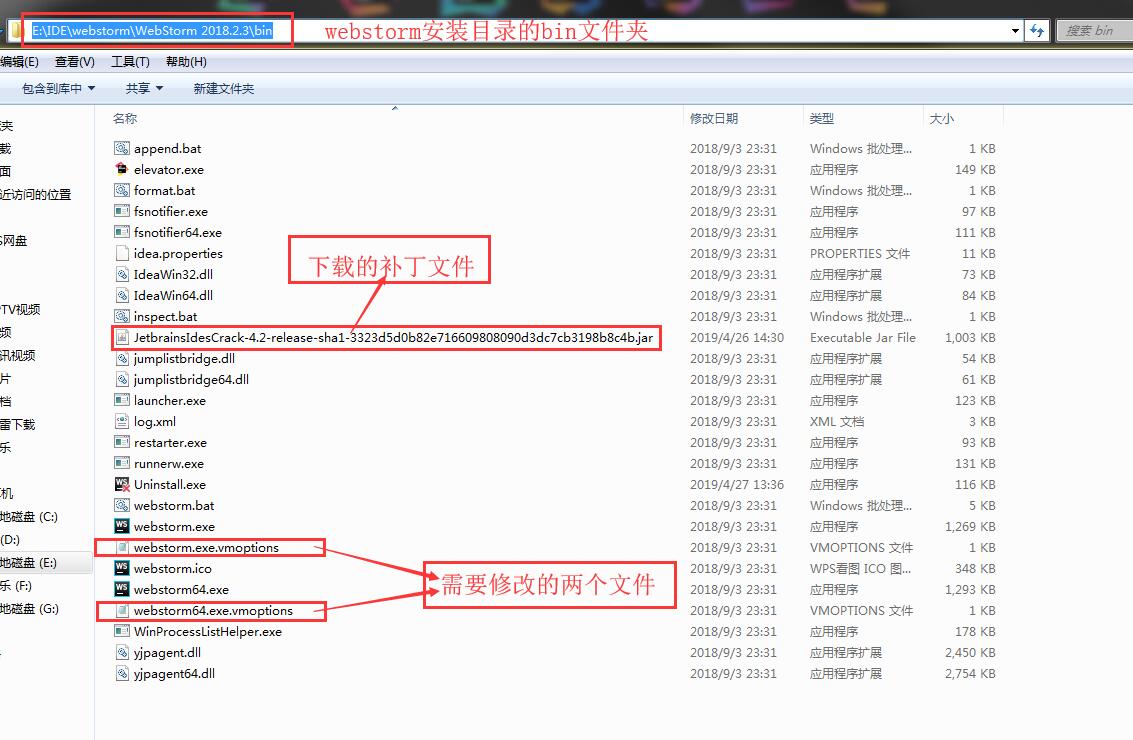 E:\IDE\webstorm\WebStorm 2018.2.3\bin
webstorm安装目录的bin文件夹
搜索 bin
编辑(E) 查看(V) 工具(T) 帮助(H)
包含到库中 共享 新建文件夹
名称 修改日期 类型 大小
append.bat 2018/9/3 23:31 Windows 批处理... 1 KB
elevator.exe 2018/9/3 23:31 应用程序 149 KB
format.bat 2018/9/3 23:31 Windows 批处理... 1 KB
fsnotifier.exe 2018/9/3 23:31 应用程序 97 KB
fsnotifier64.exe 2018/9/3 23:31 应用程序 111 KB
idea.properties 2018/9/3 23:31 PROPERTIES 文件 11 KB
下载的补丁文件
IdeaWin32.dll 2018/9/3 23:31 应用程序扩展 73 KB
IdeaWin64.dll 2018/9/3 23:31 应用程序扩展 84 KB
inspect.bat 2018/9/3 23:31 Windows 批处理... 1 KB
JetbrainsIdesCrack-4.2-release-sha1-3323d5d0b82e716609808090d3dc7cb3198b8c4b.jar 2019/4/26 14:30 Executable Jar File 1,003 KB
jumplistbridge.dll 2018/9/3 23:31 应用程序扩展 54 KB
jumplistbridge64.dll 2018/9/3 23:31 应用程序扩展 61 KB
launcher.exe 2018/9/3 23:31 应用程序 123 KB
log.xml 2018/9/3 23:31 XML 文档 3 KB
restarter.exe 2018/9/3 23:31 应用程序 93 KB
runnerw.exe 2018/9/3 23:31 应用程序 131 KB
Uninstall.exe 2019/4/27 13:36 应用程序 116 KB
webstorm.bat 2018/9/3 23:31 Windows 批处理... 5 KB
webstorm.exe 2018/9/3 23:31 应用程序 1,269 KB
webstorm.exe.vmoptions 2018/9/3 23:31 VMOPTIONS 文件 1 KB
webstorm.ico 2018/9/3 23:31 WPS看图 ICO 图... 348 KB
需要修改的两个文件
webstorm64.exe 2018/9/3 23:31 应用程序 1,293 KB
webstorm64.exe.vmoptions 2018/9/3 23:31 VMOPTIONS 文件 1 KB
WinProcessListHelper.exe 2018/9/3 23:31 应用程序 178 KB
yjpagent.dll 2018/9/3 23:31 应用程序扩展 2,450 KB
yjpagent64.dll 2018/9/3 23:31 应用程序扩展 2,754 KB
夹
载
面
近访问的位置
网盘
TV视频
频
讯视频
片
档
雷下载
乐
机
地磁盘 (C:)
(D:)
地磁盘 (E:)
乐 (F:)
地磁盘 (G:)